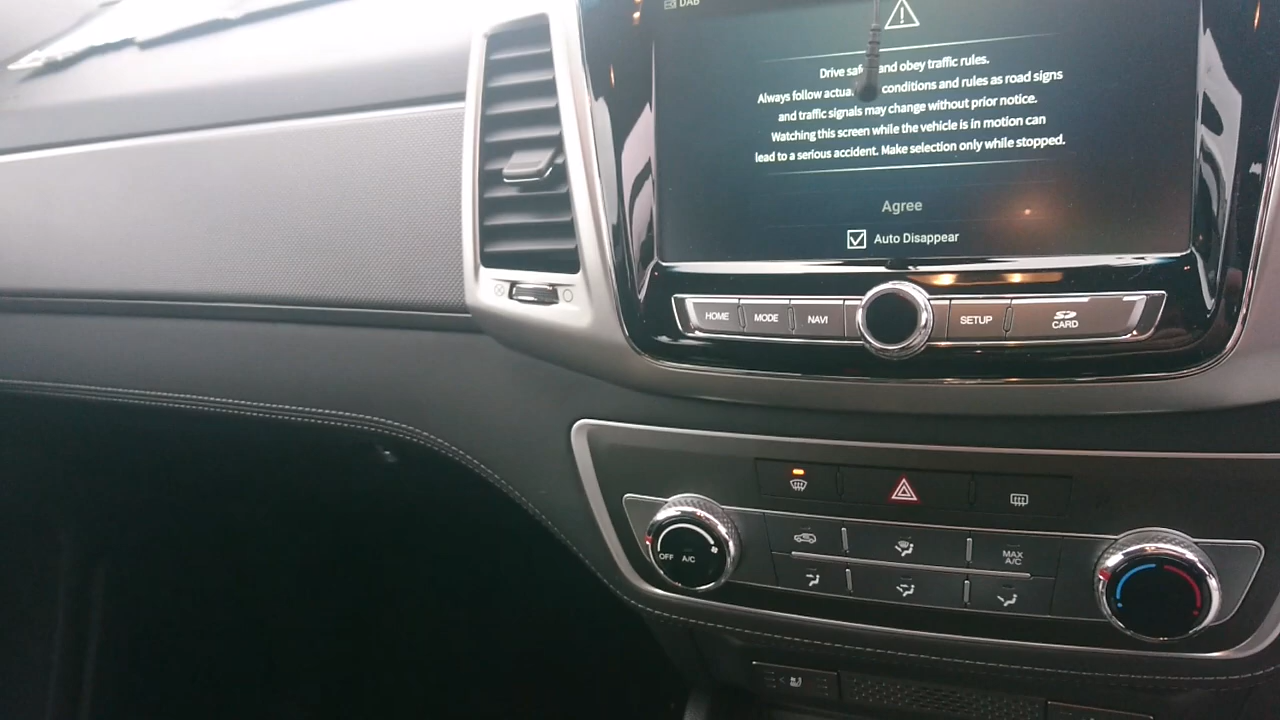 DAB
Drive safe and obey traffic rules.
Always follow actual conditions and rules as road signs
and traffic signals may change without prior notice.
Watching this screen while the vehicle is in motion can
lead to a serious accident. Make selection only while stopped.
Agree
Auto Disappear
HOME MODE NAVI SETUP SD CARD
OFF A/C
MAX
A/C